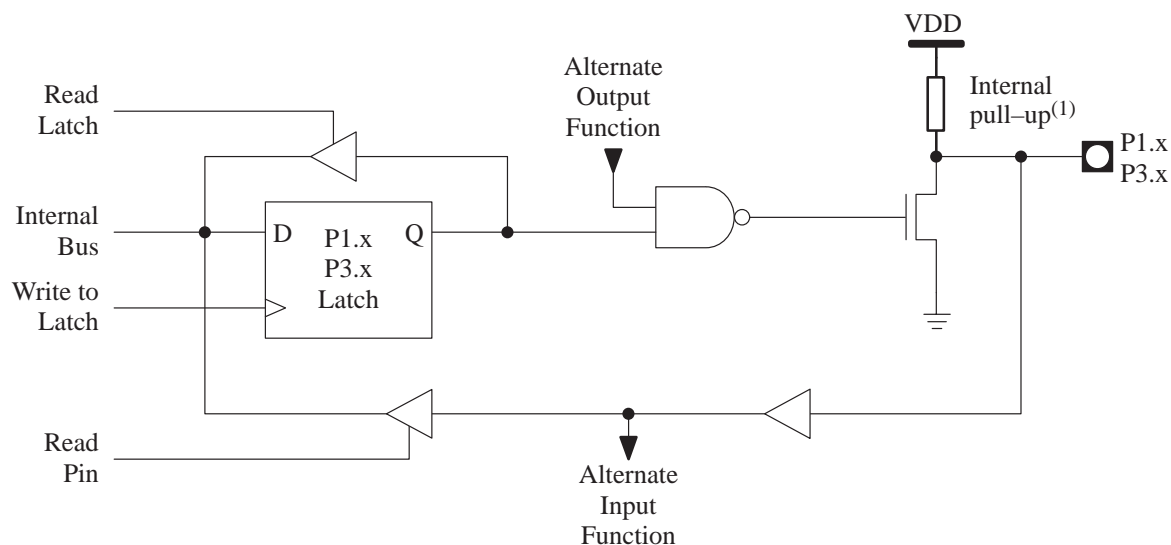 VDD
Alternate
Output
Function
Internal
pull–up(1)
Read
Latch
P1.x
P3.x
Internal
Bus
D
P1.x
P3.x
Latch
Q
Write to
Latch
Read
Pin
Alternate
Input
Function